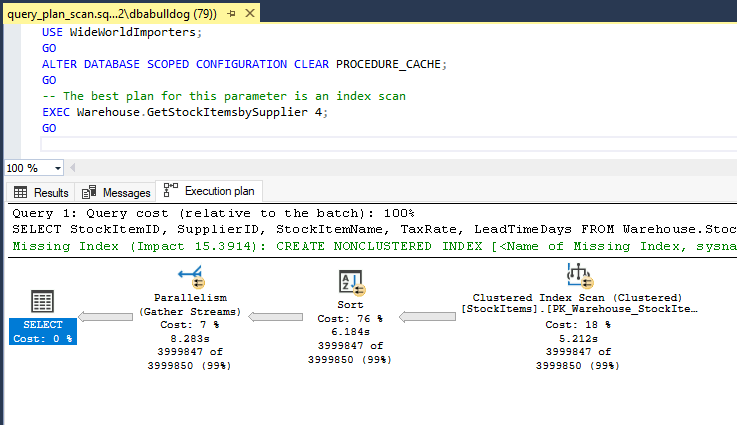 query_plan_scan.sq...2\dbabulldog (79))
USE WideWorldImporters;
GO
ALTER DATABASE SCOPED CONFIGURATION CLEAR PROCEDURE_CACHE;
GO
-- The best plan for this parameter is an index scan
EXEC Warehouse.GetStockItemsbySupplier 4;
GO
100 %
Results Messages Execution plan
Query 1: Query cost (relative to the batch): 100%
SELECT StockItemID, SupplierID, StockItemName, TaxRate, LeadTimeDays FROM Warehouse.Stoc
Missing Index (Impact 15.3914): CREATE NONCLUSTERED INDEX [<Name of Missing Index, sysna
SELECT
Cost: 0 %
Parallelism
(Gather Streams)
Cost: 7 %
8.283s
3999847 of
3999850 (99%)
A
Z
Sort
Cost: 76 %
6.184s
3999847 of
3999850 (99%)
Clustered Index Scan (Clustered)
[StockItems].[PK_Warehouse_StockIte...
Cost: 18 %
5.212s
3999847 of
3999850 (99%)